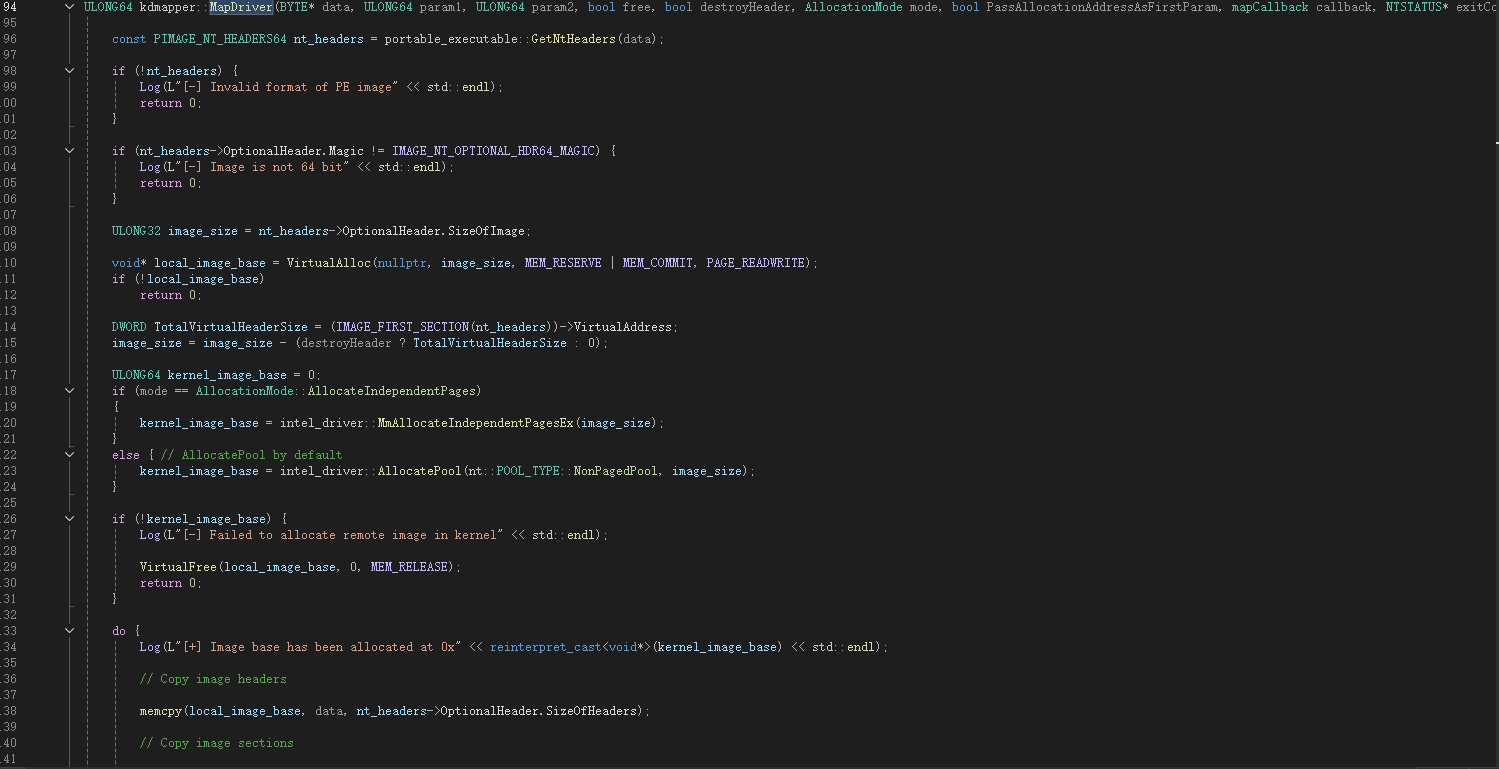 94 ULONG64 kdmapper::MapDriver(BYTE* data, ULONG64 param1, ULONG64 param2, bool free, bool destroyHeader, AllocationMode mode, bool PassAllocationAddressAsFirstParam, mapCallback callback, NTSTATUS* exitCo
95
96 const PIMAGE_NT_HEADERS64 nt_headers = portable_executable::GetNtHeaders(data);
97
98 if (!nt_headers) {
99 Log(L"[-] Invalid format of PE image" << std::endl);
00 return 0;
01 }
02
03 if (nt_headers->OptionalHeader.Magic != IMAGE_NT_OPTIONAL_HDR64_MAGIC) {
04 Log(L"[-] Image is not 64 bit" << std::endl);
05 return 0;
06 }
07
08 ULONG32 image_size = nt_headers->OptionalHeader.SizeOfImage;
09
10 void* local_image_base = VirtualAlloc(nullptr, image_size, MEM_RESERVE | MEM_COMMIT, PAGE_READWRITE);
11 if (!local_image_base)
12 return 0;
13
14 DWORD TotalVirtualHeaderSize = (IMAGE_FIRST_SECTION(nt_headers))->VirtualAddress;
15 image_size = image_size - (destroyHeader ? TotalVirtualHeaderSize : 0);
16
17 ULONG64 kernel_image_base = 0;
18 if (mode == AllocationMode::AllocateIndependentPages)
19 {
20 kernel_image_base = intel_driver::MmAllocateIndependentPagesEx(image_size);
21 }
22 else { // AllocatePool by default
23 kernel_image_base = intel_driver::AllocatePool(nt::POOL_TYPE::NonPagedPool, image_size);
24 }
25
26 if (!kernel_image_base) {
27 Log(L"[-] Failed to allocate remote image in kernel" << std::endl);
28
29 VirtualFree(local_image_base, 0, MEM_RELEASE);
30 return 0;
31 }
32
33 do {
34 Log(L"[+] Image base has been allocated at 0x" << reinterpret_cast<void*>(kernel_image_base) << std::endl);
35
36 // Copy image headers
37
38 memcpy(local_image_base, data, nt_headers->OptionalHeader.SizeOfHeaders);
39
40 // Copy image sections
41